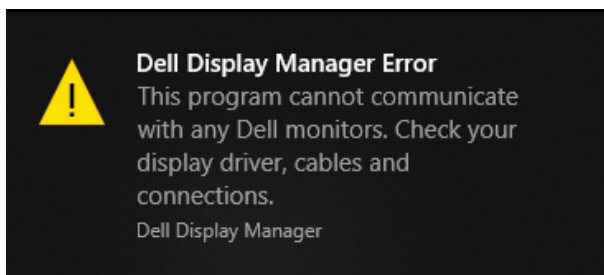 Dell Display Manager Error
This program cannot communicate
with any Dell monitors. Check your
display driver, cables and
connections.
Dell Display Manager